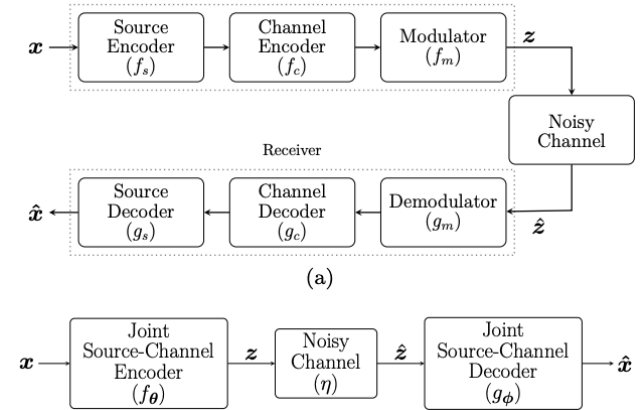 x
Source
Encoder
(f_s)
Channel
Encoder
(f_c)
Modulator
(f_m)
z
Noisy
Channel
Receiver
x̂
Source
Decoder
(g_s)
Channel
Decoder
(g_c)
Demodulator
(g_m)
ẑ
(a)
x
Joint
Source-Channel
Encoder
(f_θ)
z
Noisy
Channel
(η)
ẑ
Joint
Source-Channel
Decoder
(g_ϕ)
x̂